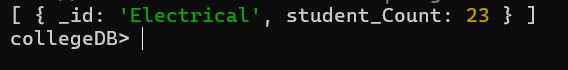 [ { _id: 'Electrical', student_Count: 23 } ]
collegeDB>